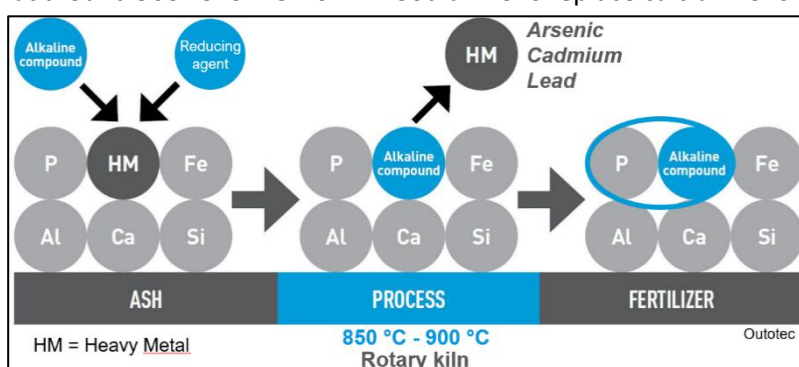 Alkaline
compound
Reducing
agent
HM
Arsenic
Cadmium
Lead
P HM Fe
Al Ca Si
P Alkaline
compound Fe
Al Ca Si
P Alkaline
compound Fe
Al Ca Si
ASH PROCESS FERTILIZER
HM = Heavy Metal
850 °C - 900 °C
Rotary kiln
Outotec